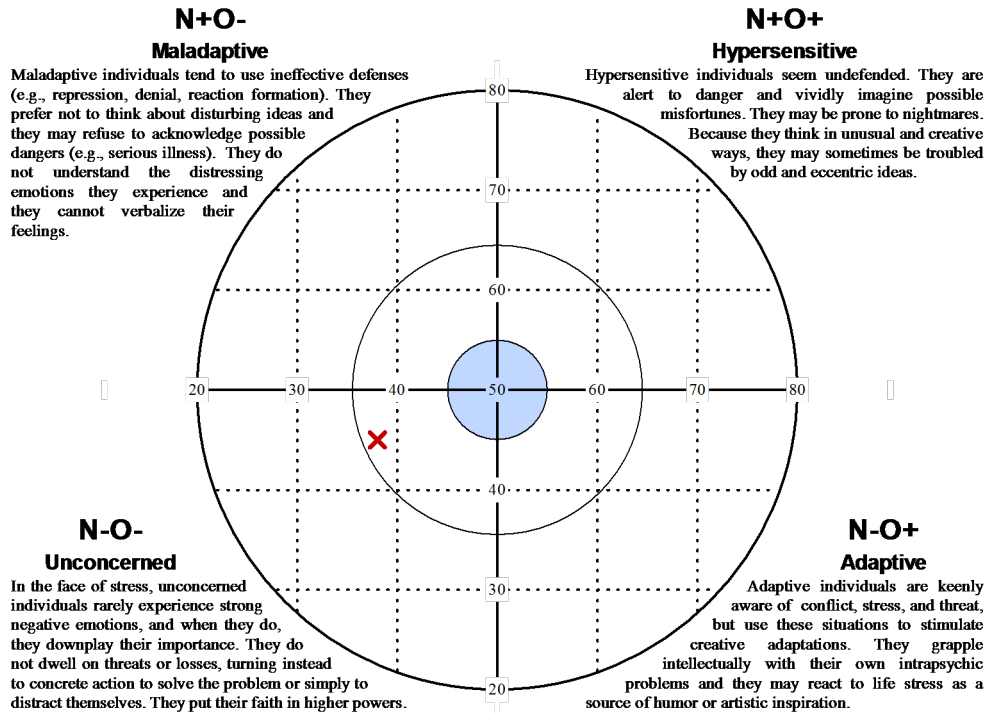 N+O-
Maladaptive
Maladaptive individuals tend to use ineffective defenses
(e.g., repression, denial, reaction formation). They
prefer not to think about disturbing ideas and
they may refuse to acknowledge possible
dangers (e.g., serious illness). They do
not understand the distressing
emotions they experience and
they cannot verbalize their
feelings.
N+O+
Hypersensitive
Hypersensitive individuals seem undefended. They are
alert to danger and vividly imagine possible
misfortunes. They may be prone to nightmares.
Because they think in unusual and creative
ways, they may sometimes be troubled
by odd and eccentric ideas.
80
70
60
20 30 40 50 60 70 80
40
30
20
N-O-
Unconcerned
In the face of stress, unconcerned
individuals rarely experience strong
negative emotions, and when they do,
they downplay their importance. They do
not dwell on threats or losses, turning instead
to concrete action to solve the problem or simply to
distract themselves. They put their faith in higher powers.
N-O+
Adaptive
Adaptive individuals are keenly
aware of conflict, stress, and threat,
but use these situations to stimulate
creative adaptations. They grapple
intellectually with their own intrapsychic
problems and they may react to life stress as a
source of humor or artistic inspiration.